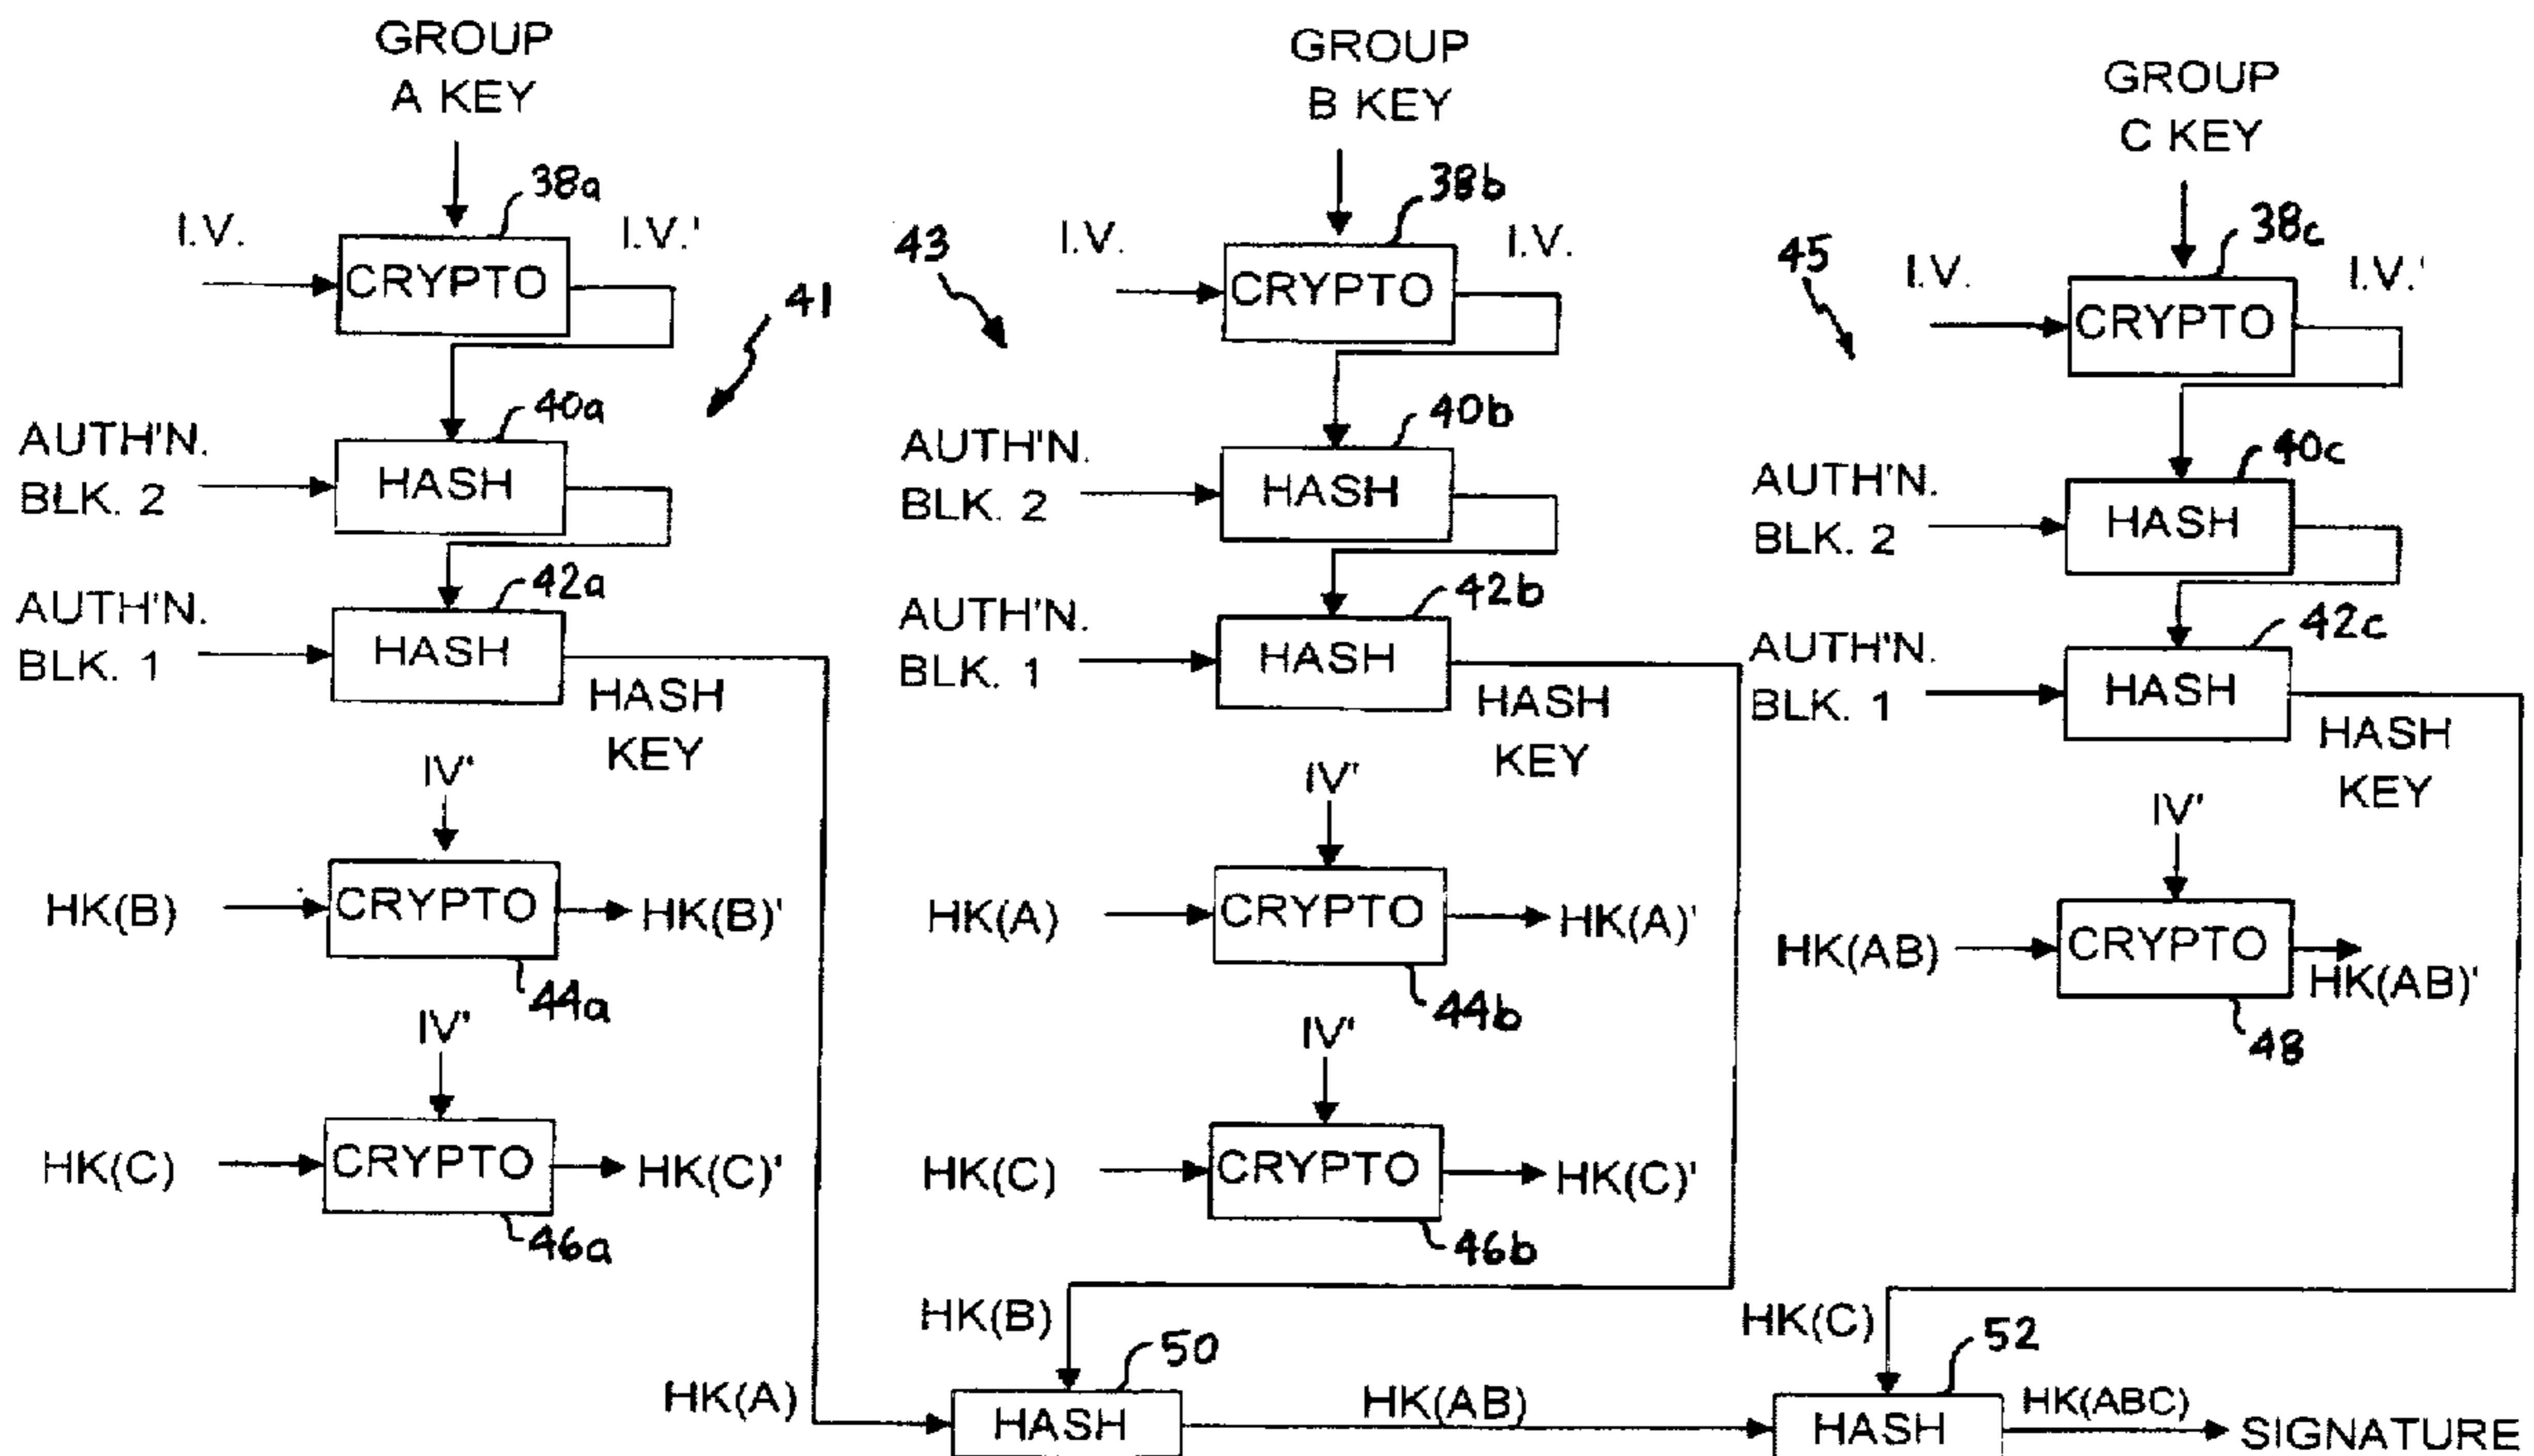 GROUP
A KEY
38a
I.V.
I.V.'
CRYPTO
41
40a
AUTH'N.
BLK. 2
HASH
42a
AUTH'N.
BLK. 1
HASH
HASH
KEY
IV'
HK(B)
CRYPTO
HK(B)'
44a
IV'
HK(C)
CRYPTO
HK(C)'
46a
GROUP
B KEY
38b
43
I.V.
I.V.
CRYPTO
40b
AUTH'N.
BLK. 2
HASH
42b
AUTH'N.
BLK. 1
HASH
HASH
KEY
IV'
HK(A)
CRYPTO
HK(A)'
44b
IV'
HK(C)
CRYPTO
HK(C)'
46b
GROUP
C KEY
38c
45
I.V.
I.V.'
CRYPTO
40c
AUTH'N.
BLK. 2
HASH
42c
AUTH'N.
BLK. 1
HASH
HASH
KEY
IV'
HK(AB)
CRYPTO
HK(AB)'
48
HK(B)
HK(A)
50
HASH
HK(AB)
HK(C)
52
HASH
HK(ABC)
SIGNATURE